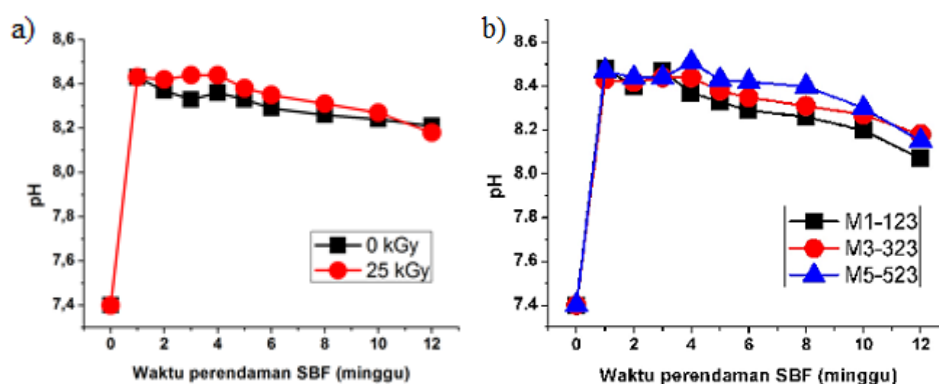 a)
8,6
8,4
8,2
8,0
7,8
7,6
7,4
pH
0 2 4 6 8 10 12
Waktu perendaman SBF (minggu)
0 kGy
25 kGy
b)
8.6
8.4
8.2
8.0
7.8
7.6
7.4
pH
0 2 4 6 8 10 12
Waktu perendaman SBF (minggu)
M1-123
M3-323
M5-523